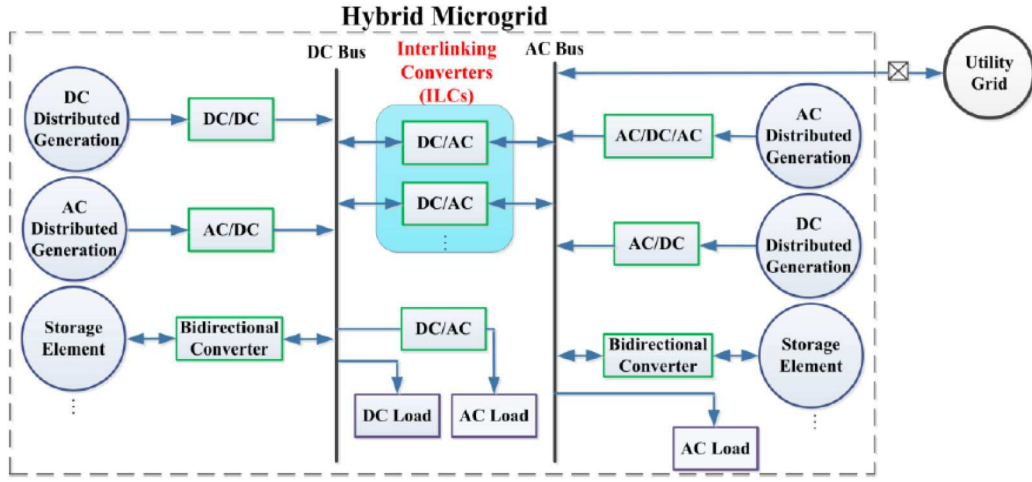 Hybrid Microgrid
DC Bus
Interlinking
Converters
(ILCs)
AC Bus
Utility
Grid
DC
Distributed
Generation
DC/DC
DC/AC
AC/DC/AC
AC
Distributed
Generation
AC
Distributed
Generation
AC/DC
DC/AC
AC/DC
DC
Distributed
Generation
Storage
Element
Bidirectional
Converter
DC/AC
Bidirectional
Converter
Storage
Element
DC Load
AC Load
AC Load